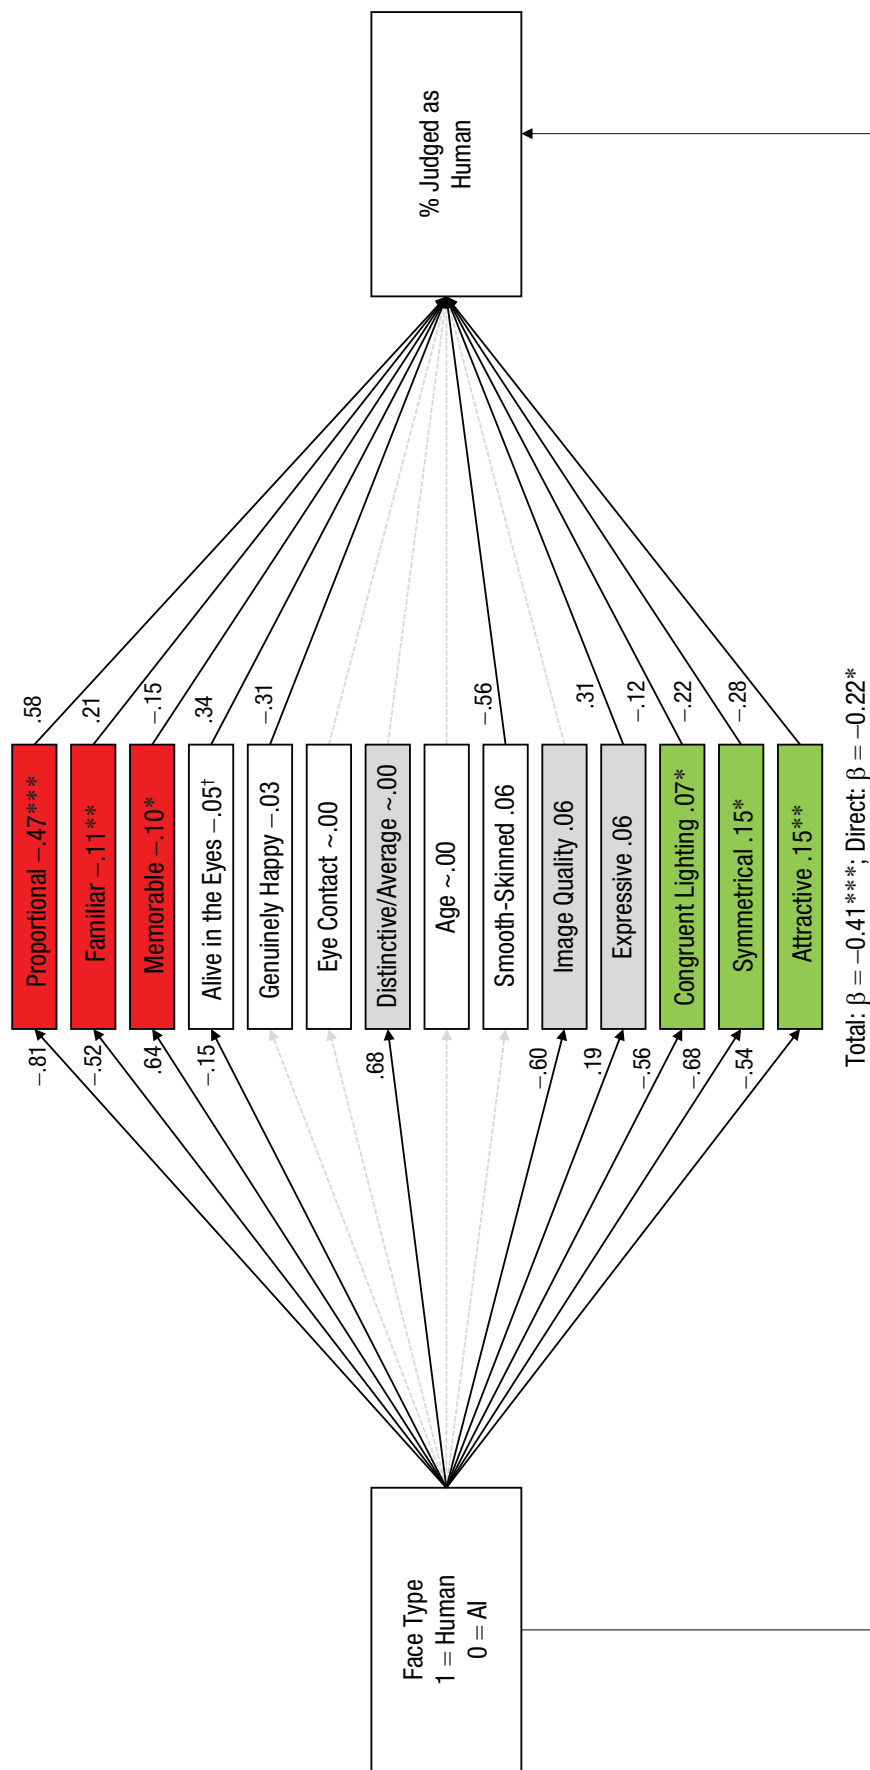 Face Type
1 = Human
0 = AI
–.81
–.52
.64
–.15
.68
–.60
.19
–.56
–.68
–.54
Proportional –.47***
Familiar –.11**
Memorable –.10*
Alive in the Eyes –.05†
Genuinely Happy –.03
Eye Contact ~.00
Distinctive/Average ~.00
Age ~.00
Smooth-Skinned .06
Image Quality .06
Expressive .06
Congruent Lighting .07*
Symmetrical .15*
Attractive .15**
.58
.21
–.15
.34
–.31
–.56
.31
–.12
–.22
–.28
% Judged as
Human
Total: β = –0.41***; Direct: β = –0.22*